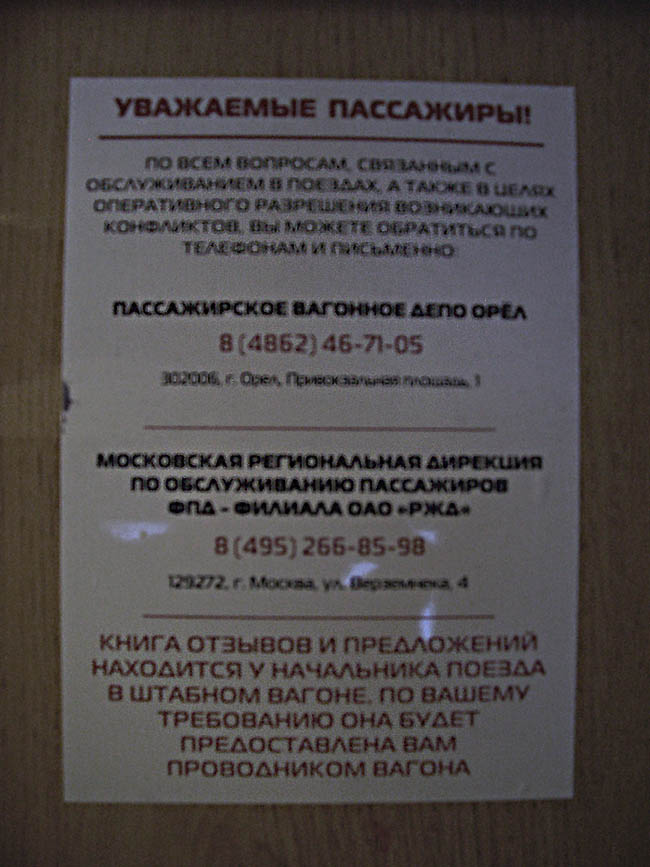 УВАЖАЕМЫЕ ПАССАЖИРЫ!
ПО ВСЕМ ВОПРОСАМ, СВЯЗАННЫМ С
ОБСЛУЖИВАНИЕМ В ПОЕЗДАХ, А ТАКЖЕ В ЦЕЛЯХ
ОПЕРАТИВНОГО РАЗРЕШЕНИЯ ВОЗНИКАЮЩИХ
КОНФЛИКТОВ, ВЫ МОЖЕТЕ ОБРАТИТЬСЯ ПО
ТЕЛЕФОНАМ И ПИСЬМЕННО:
ПАССАЖИРСКОЕ ВАГОННОЕ ДЕПО ОРЁЛ
8 (4862) 46-71-05
302006, г. Орел, Привокзальная площадь, 1
МОСКОВСКАЯ РЕГИОНАЛЬНАЯ ДИРЕКЦИЯ
ПО ОБСЛУЖИВАНИЮ ПАССАЖИРОВ
ФПД - ФИЛИАЛА ОАО «РЖД«
8 (495) 266-85-98
129272, г. Москва, ул. Верземнека, 4
КНИГА ОТЗЫВОВ И ПРЕДЛОЖЕНИЙ
НАХОДИТСЯ У НАЧАЛЬНИКА ПОЕЗДА
В ШТАБНОМ ВАГОНЕ. ПО ВАШЕМУ
ТРЕБОВАНИЮ ОНА БУДЕТ
ПРЕДОСТАВЛЕНА ВАМ
ПРОВОДНИКОМ ВАГОНА